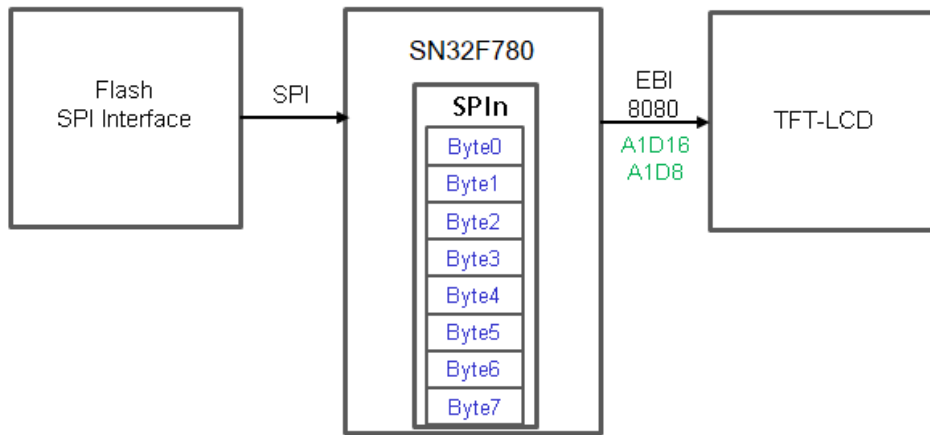 Flash
SPI Interface
SPI
SN32F780
SPIn
Byte0
Byte1
Byte2
Byte3
Byte4
Byte5
Byte6
Byte7
EBI
8080
A1D16
A1D8
TFT-LCD